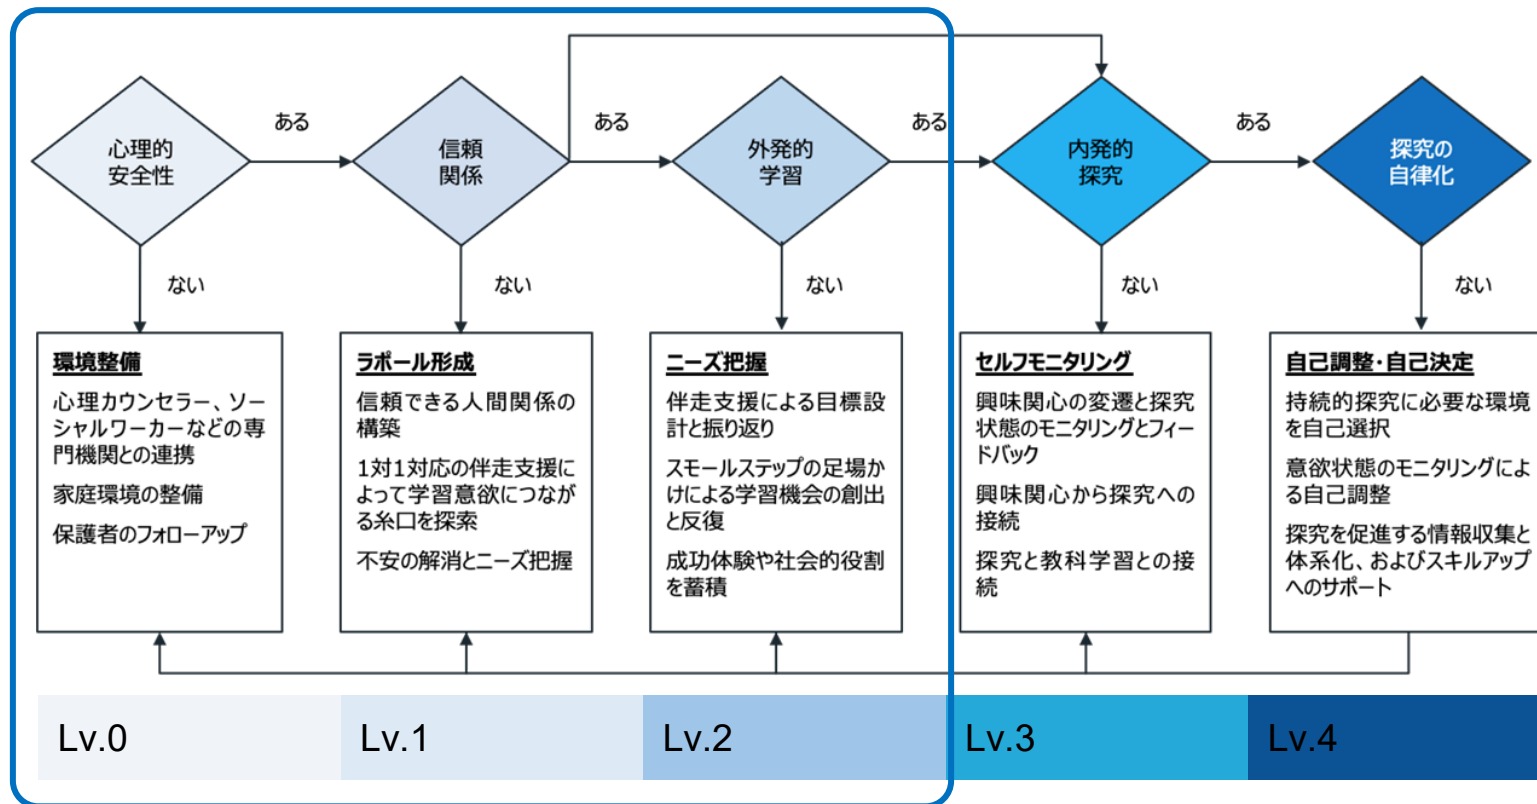 心理的
安全性
ある
信頼
関係
ある
外発的
学習
ある
内発的
探究
ある
探究の
自律化
ない
ない
ない
ない
ない
環境整備
心理カウンセラー、ソー
シャルワーカーなどの専
門機関との連携
家庭環境の整備
保護者のフォローアップ
ラポール形成
信頼できる人間関係の
構築
1対1対応の伴走支援に
よって学習意欲につなが
る糸口を探索
不安の解消とニーズ把握
ニーズ把握
伴走支援による目標設
計と振り返り
スモールステップの足場か
けによる学習機会の創出
と反復
成功体験や社会的役割
を蓄積
セルフモニタリング
興味関心の変遷と探究
状態のモニタリングとフィー
ドバック
興味関心から探究への
接続
探究と教科学習との接
続
自己調整・自己決定
持続的探究に必要な環境
を自己選択
意欲状態のモニタリングによ
る自己調整
探究を促進する情報収集と
体系化、およびスキルアップ
へのサポート
Lv.0
Lv.1
Lv.2
Lv.3
Lv.4